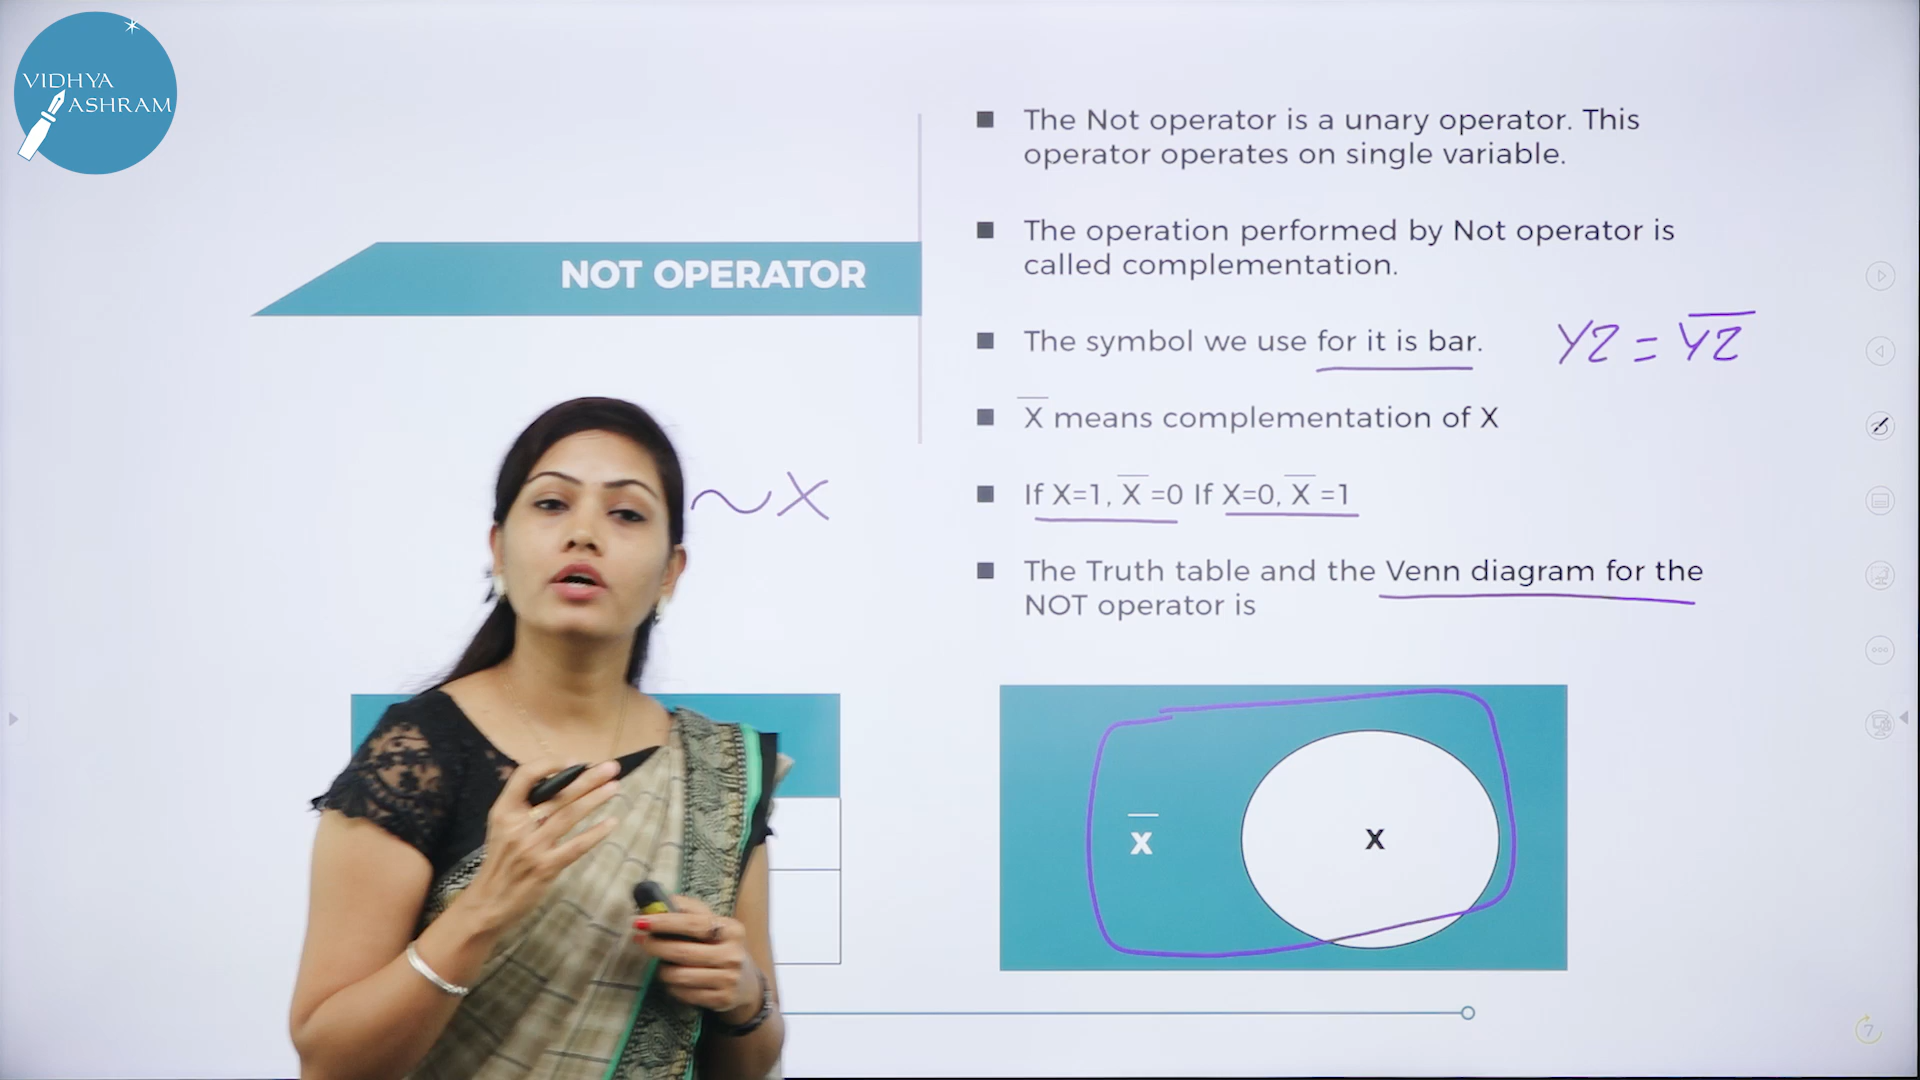 VIDHYA
ASHRAM
NOT OPERATOR
~X
■ The Not operator is a unary operator. This
operator operates on single variable.
■ The operation performed by Not operator is
called complementation.
■ The symbol we use for it is bar.
YZ = Y̅Z̅
■ X̅ means complementation of X
■ If X=1, X̅ =0 If X=0, X̅ =1
■ The Truth table and the Venn diagram for the
NOT operator is
x̅
X
7